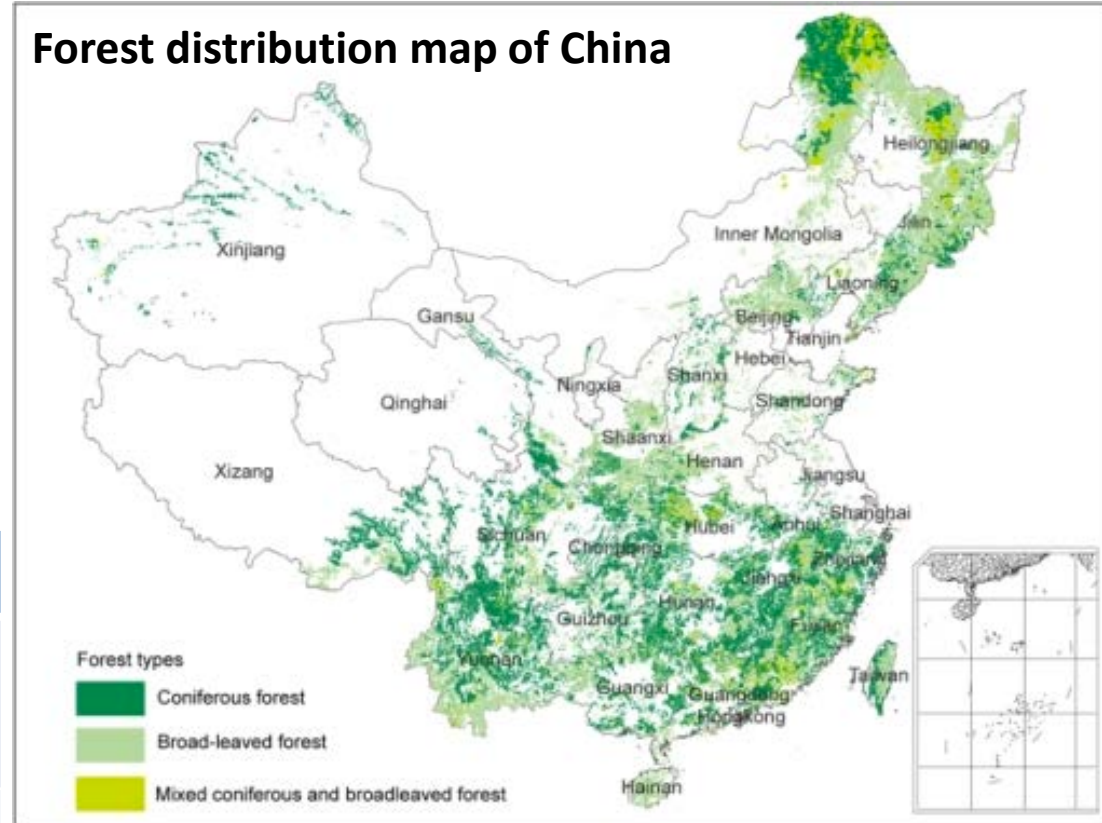 Forest distribution map of China
Heilongjiang
Jilin
Inner Mongolia
Xinjiang
Liaoning
Gansu
Beijing
Tianjin
Hebei
Ningxia
Shanxi
Qinghai
Shandong
Shaanxi
Henan
Xizang
Jiangsu
Shanghai
Sichuan
Hubei
Anhui
Chongqing
Zhejiang
Jiangxi
Hunan
Guizhou
Fujian
Yunnan
Taiwan
Guangxi
Guangdong
Hongkong
Hainan
Forest types
Coniferous forest
Broad-leaved forest
Mixed coniferous and broadleaved forest